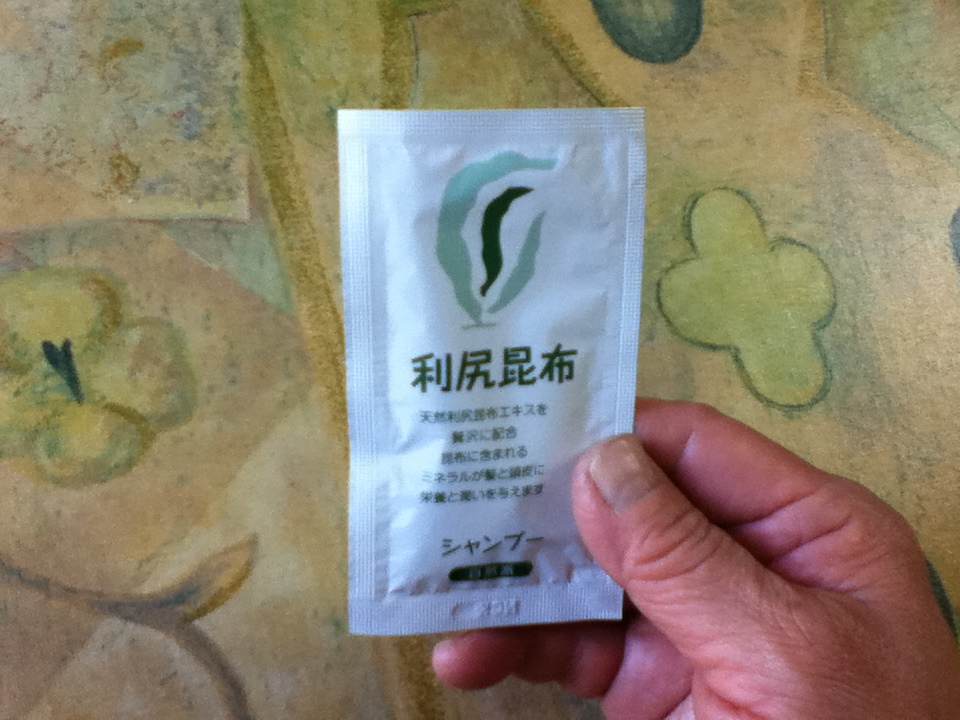 利尻昆布
天然利尻昆布エキスを
贅沢に配合
昆布に含まれる
ミネラルが髪と頭皮に
栄養と潤いを与えます
シャンプー